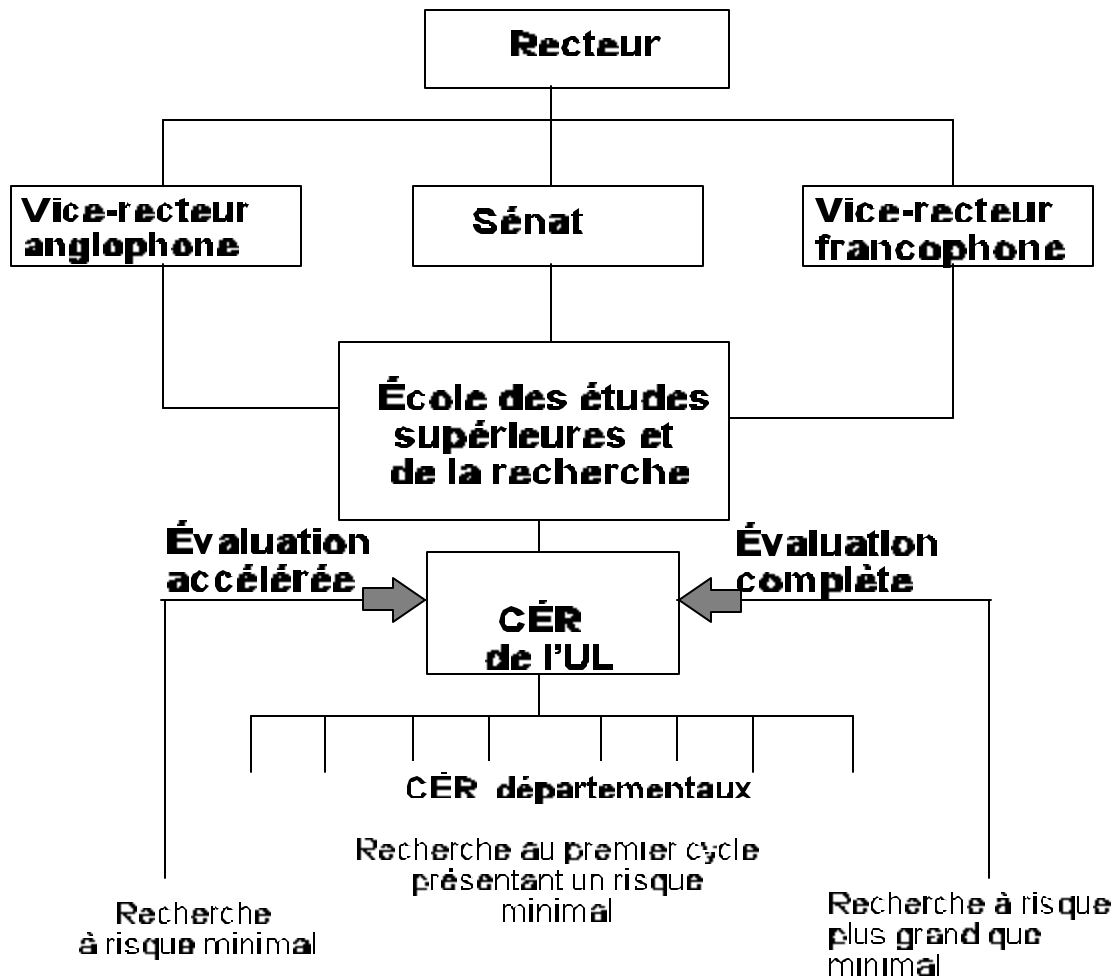 Recteur
Vice-recteur
anglophone
Sénat
Vice-recteur
francophone
École des études
supérieures et
de la recherche
Évaluation
accélérée
Évaluation
complète
CÉR
de l'UL
CÉR départementaux
Recherche au premier cycle
présentant un risque
minimal
Recherche
à risque minimal
Recherche à risque
plus grand que
minimal